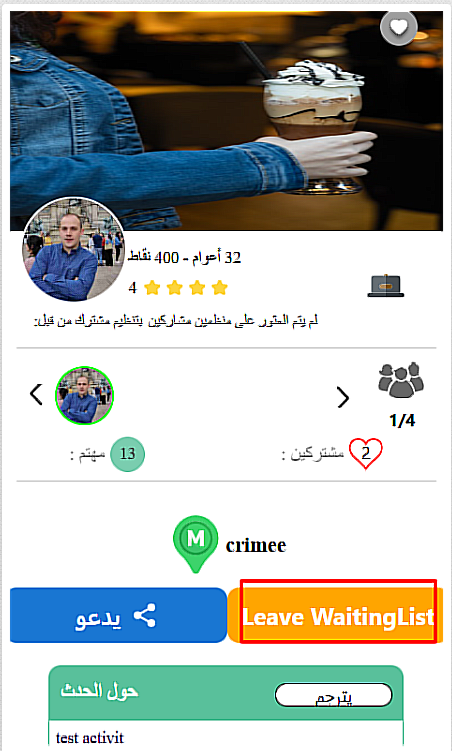 32 أعوام - 400 نقاط
4
لم يتم العثور على منظمين مشاركين بتنظيم مشترك من قبل:
1/4
13 مهتم :
2 مشتركين :
M crimee
يدعو
Leave WaitingList
حول الحدث
يترجم
test activit